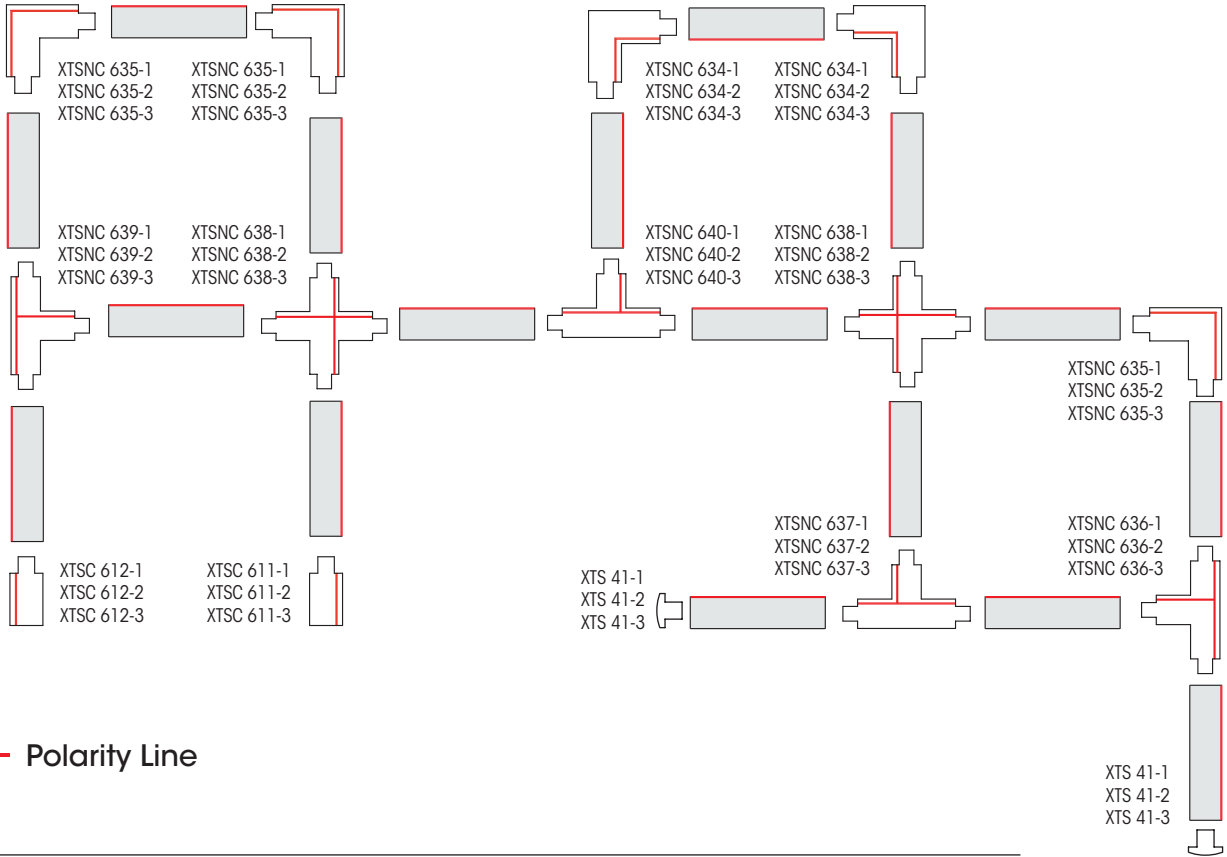 XTSNC 635-1
XTSNC 635-2
XTSNC 635-3
XTSNC 635-1
XTSNC 635-2
XTSNC 635-3
XTSNC 634-1
XTSNC 634-2
XTSNC 634-3
XTSNC 634-1
XTSNC 634-2
XTSNC 634-3
XTSNC 639-1
XTSNC 639-2
XTSNC 639-3
XTSNC 638-1
XTSNC 638-2
XTSNC 638-3
XTSNC 640-1
XTSNC 640-2
XTSNC 640-3
XTSNC 638-1
XTSNC 638-2
XTSNC 638-3
XTSNC 635-1
XTSNC 635-2
XTSNC 635-3
XTSC 612-1
XTSC 612-2
XTSC 612-3
XTSC 611-1
XTSC 611-2
XTSC 611-3
XTS 41-1
XTS 41-2
XTS 41-3
XTSNC 637-1
XTSNC 637-2
XTSNC 637-3
XTSNC 636-1
XTSNC 636-2
XTSNC 636-3
Polarity Line
XTS 41-1
XTS 41-2
XTS 41-3